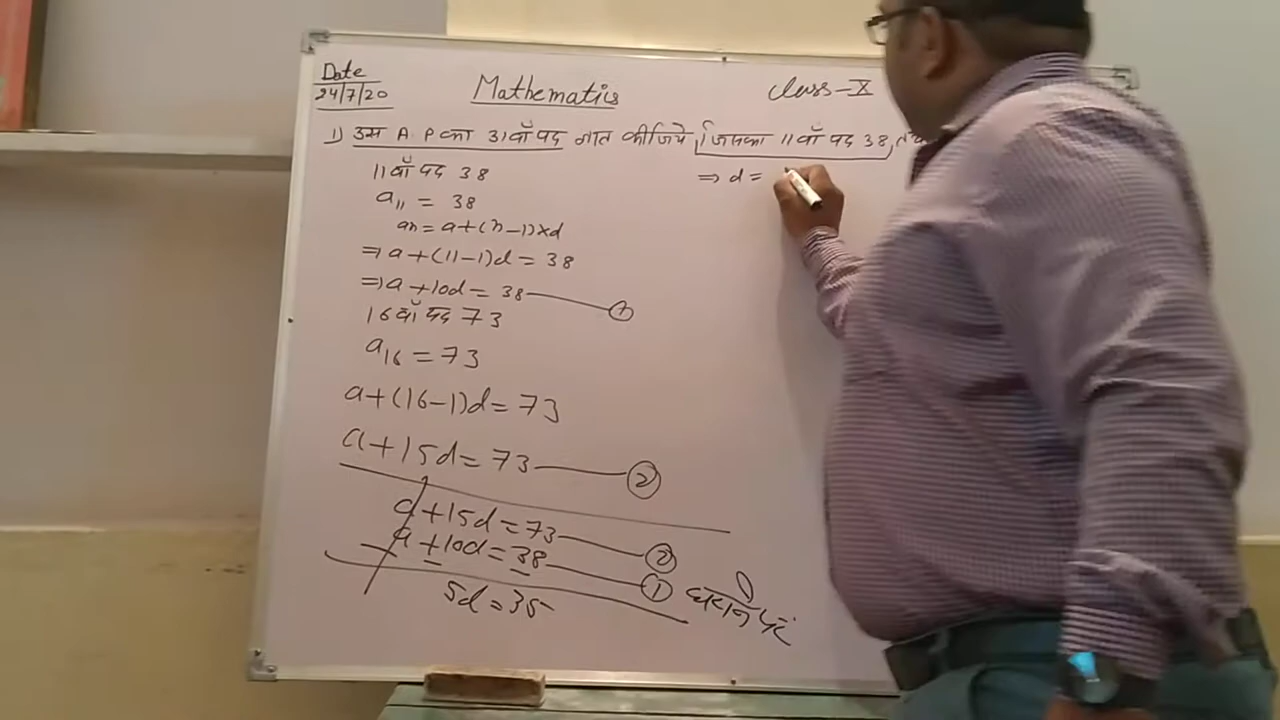 Date
24/7/20
Mathematics
Class-X
1) उस A P का 31वाँ पद ज्ञात कीजिये, जिसका 11वाँ पद 38,
11वाँ पद 38
a₁₁ = 38
an = a+(n-1)×d
⇒ a+(11-1)d = 38
⇒ a+10d = 38 ——— ①
16वाँ पद 73
a₁₆ = 73
a+(16-1)d = 73
a+15d = 73 ——— ②
a+15d = 73 ——— ②
a+10d = 38 ——— ①
घटाने पर
5d = 35
⇒ d =